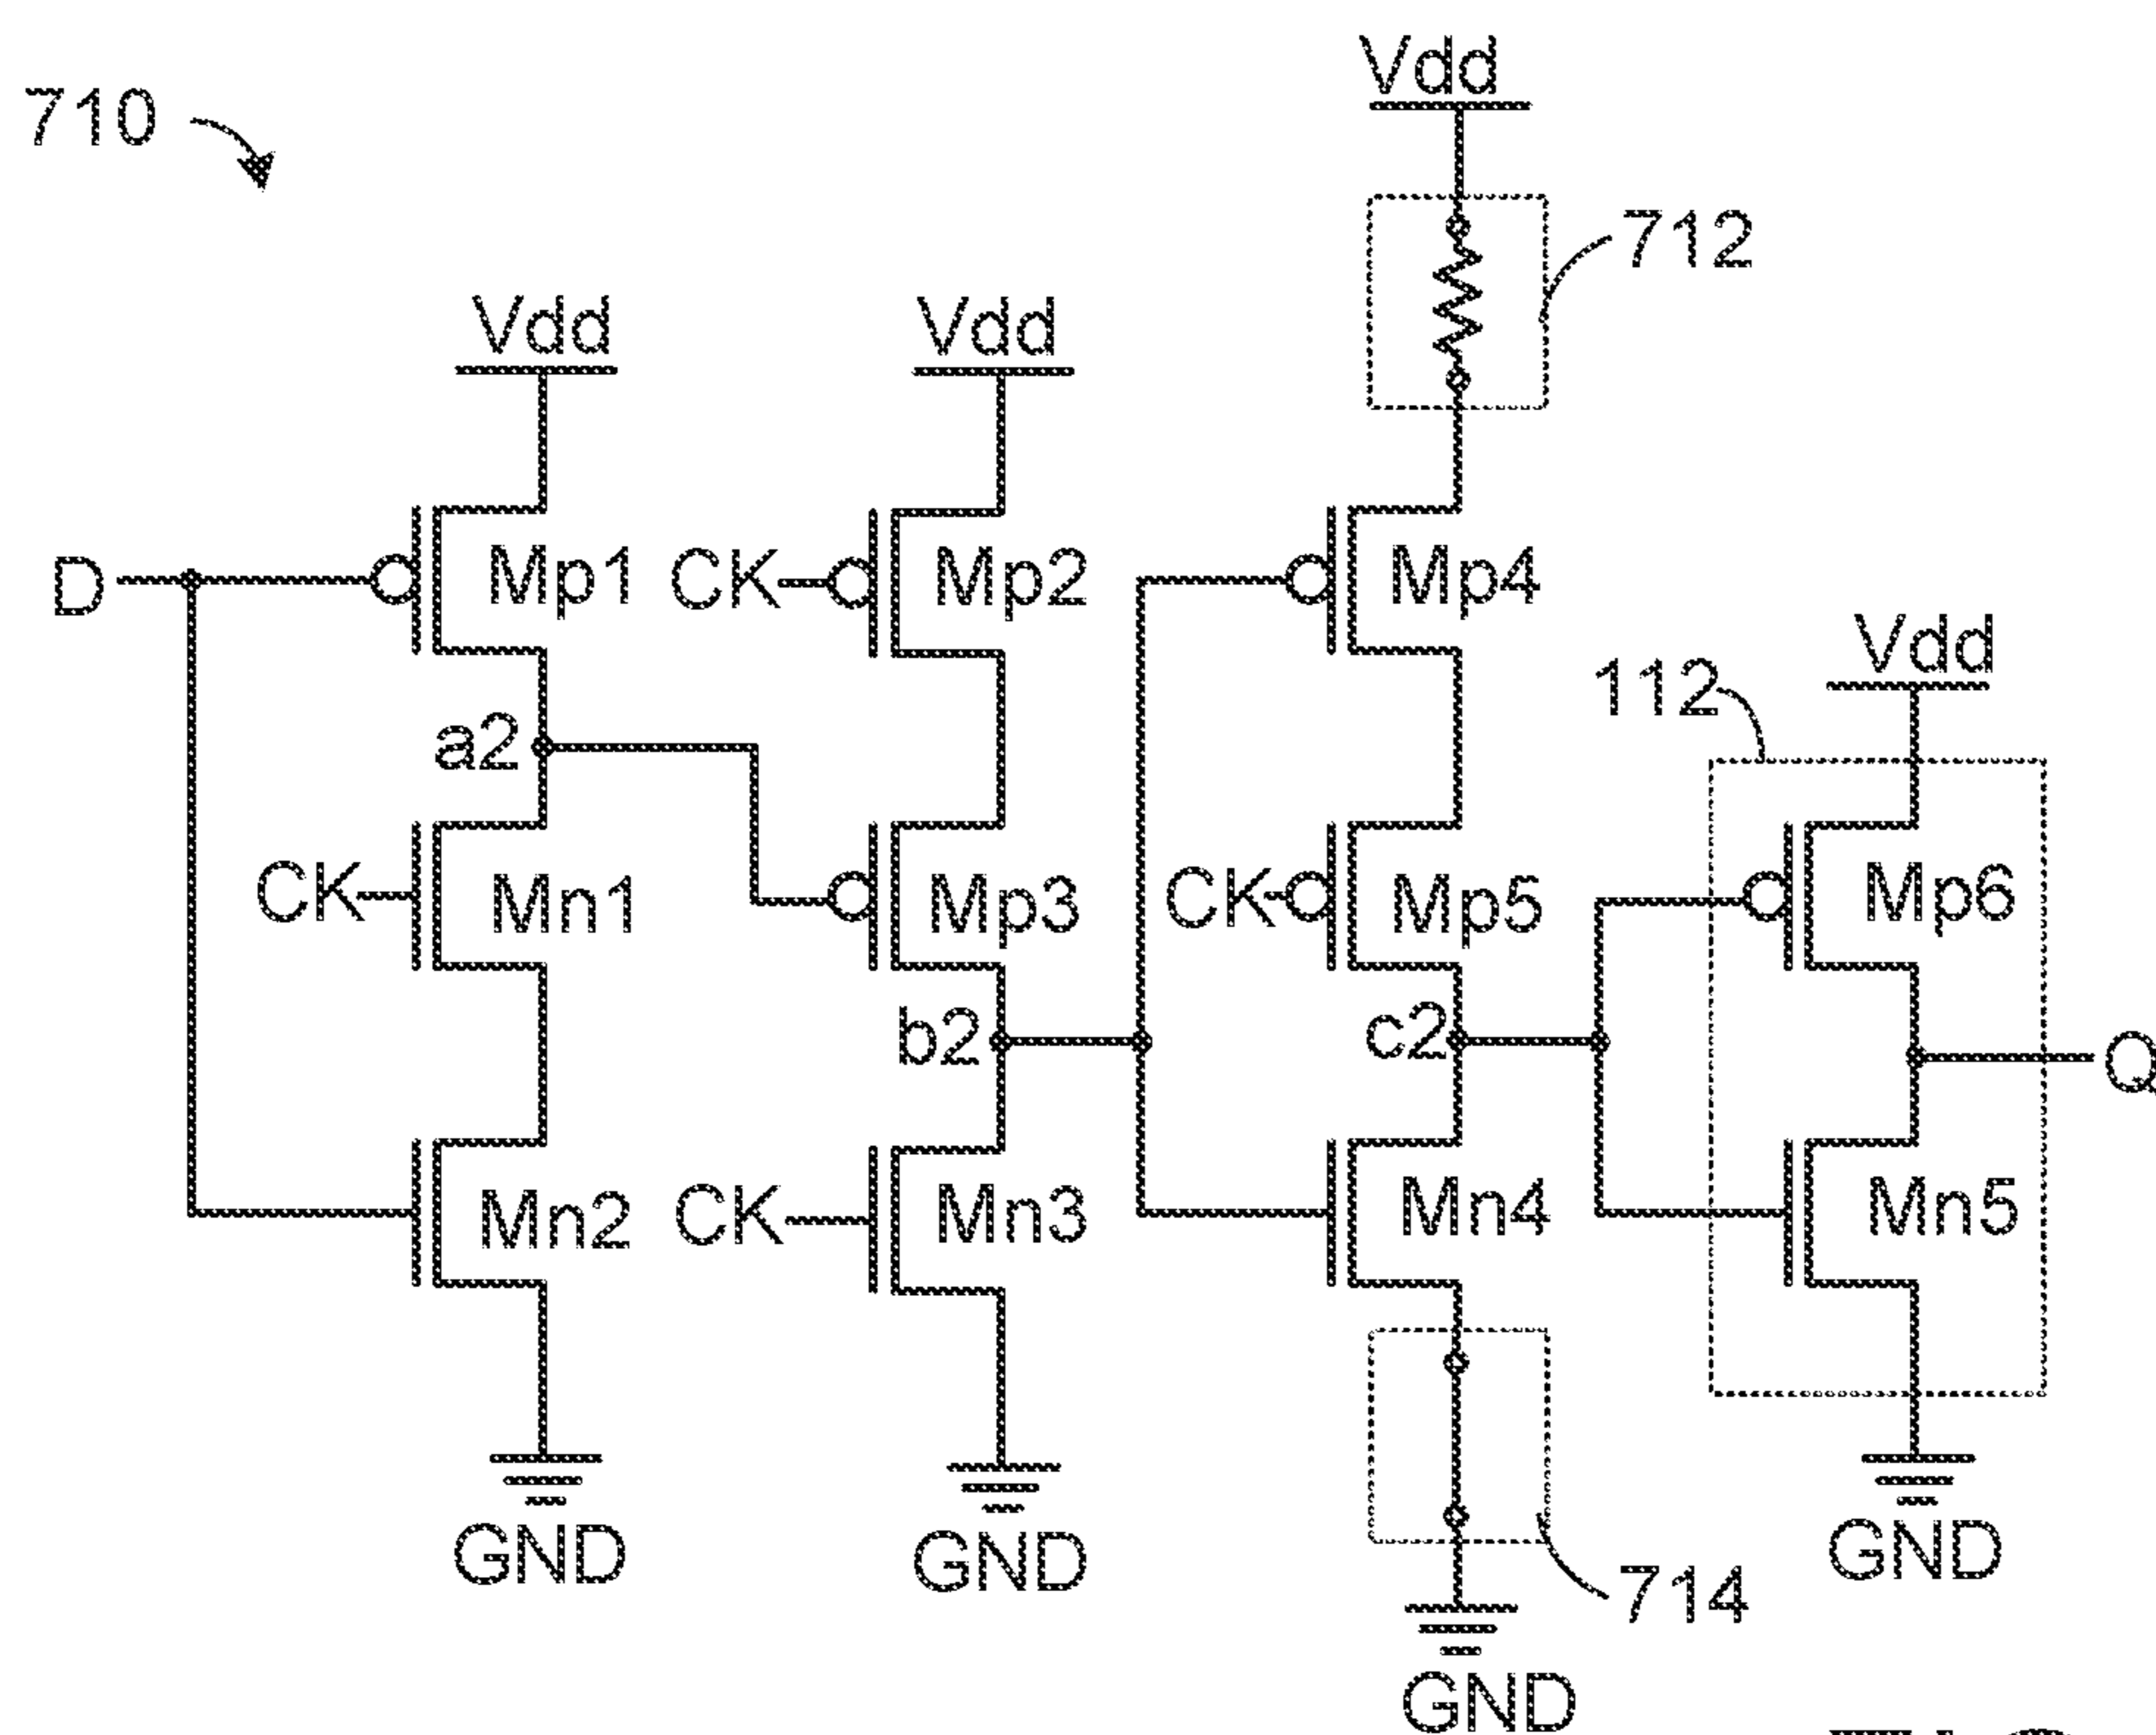 710
Vdd
712
Vdd
Vdd
D
Mp1
CK
Mp2
Mp4
112
Vdd
a2
CK
Mn1
Mp3
CK
Mp5
Mp6
b2
c2
Q
Mn2
CK
Mn3
Mn4
Mn5
GND
GND
GND
714
GND